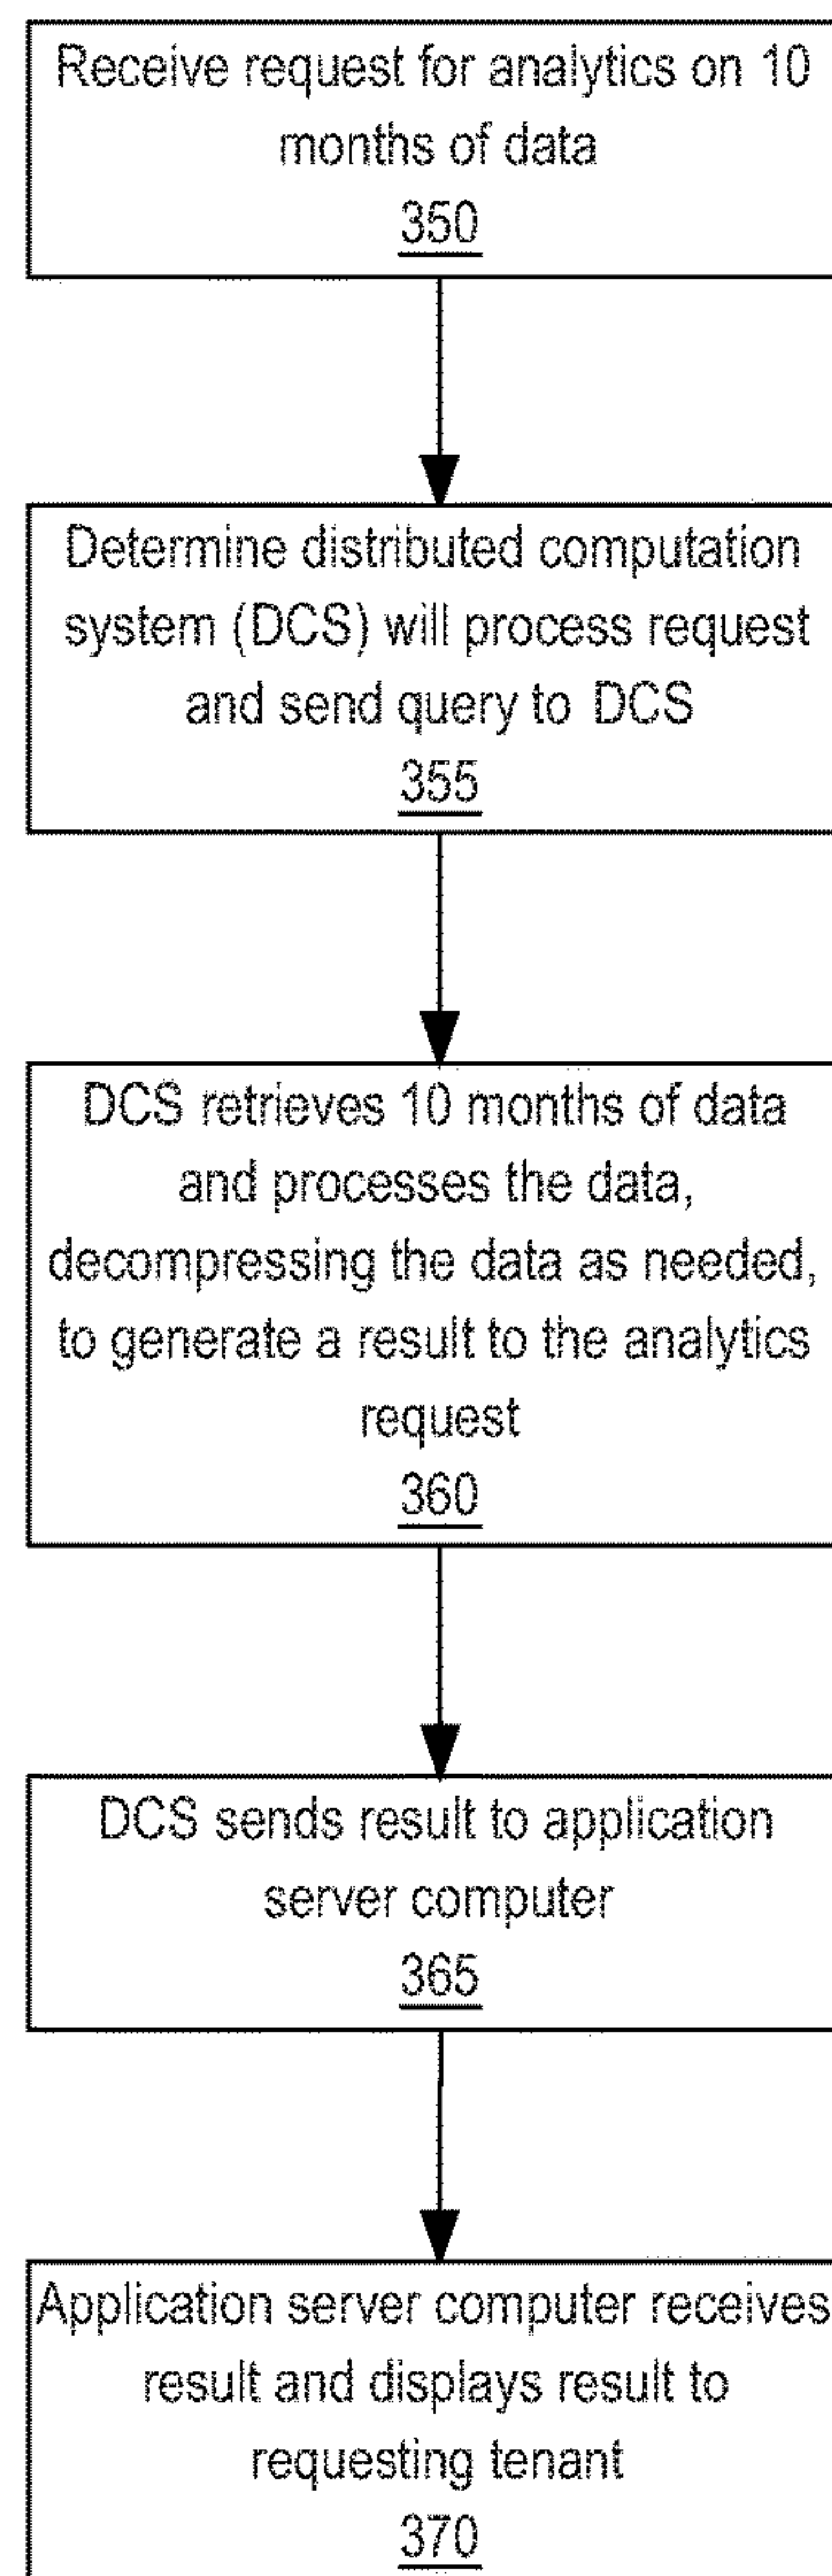 Receive request for analytics on 10
months of data
350
Determine distributed computation
system (DCS) will process request
and send query to DCS
355
DCS retrieves 10 months of data
and processes the data,
decompressing the data as needed,
to generate a result to the analytics
request
360
DCS sends result to application
server computer
365
Application server computer receives
result and displays result to
requesting tenant
370